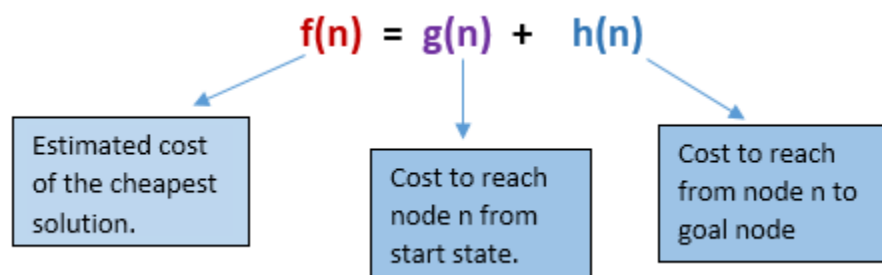 f(n) = g(n) + h(n)
Estimated cost
of the cheapest
solution.
Cost to reach
node n from
start state.
Cost to reach
from node n to
goal node